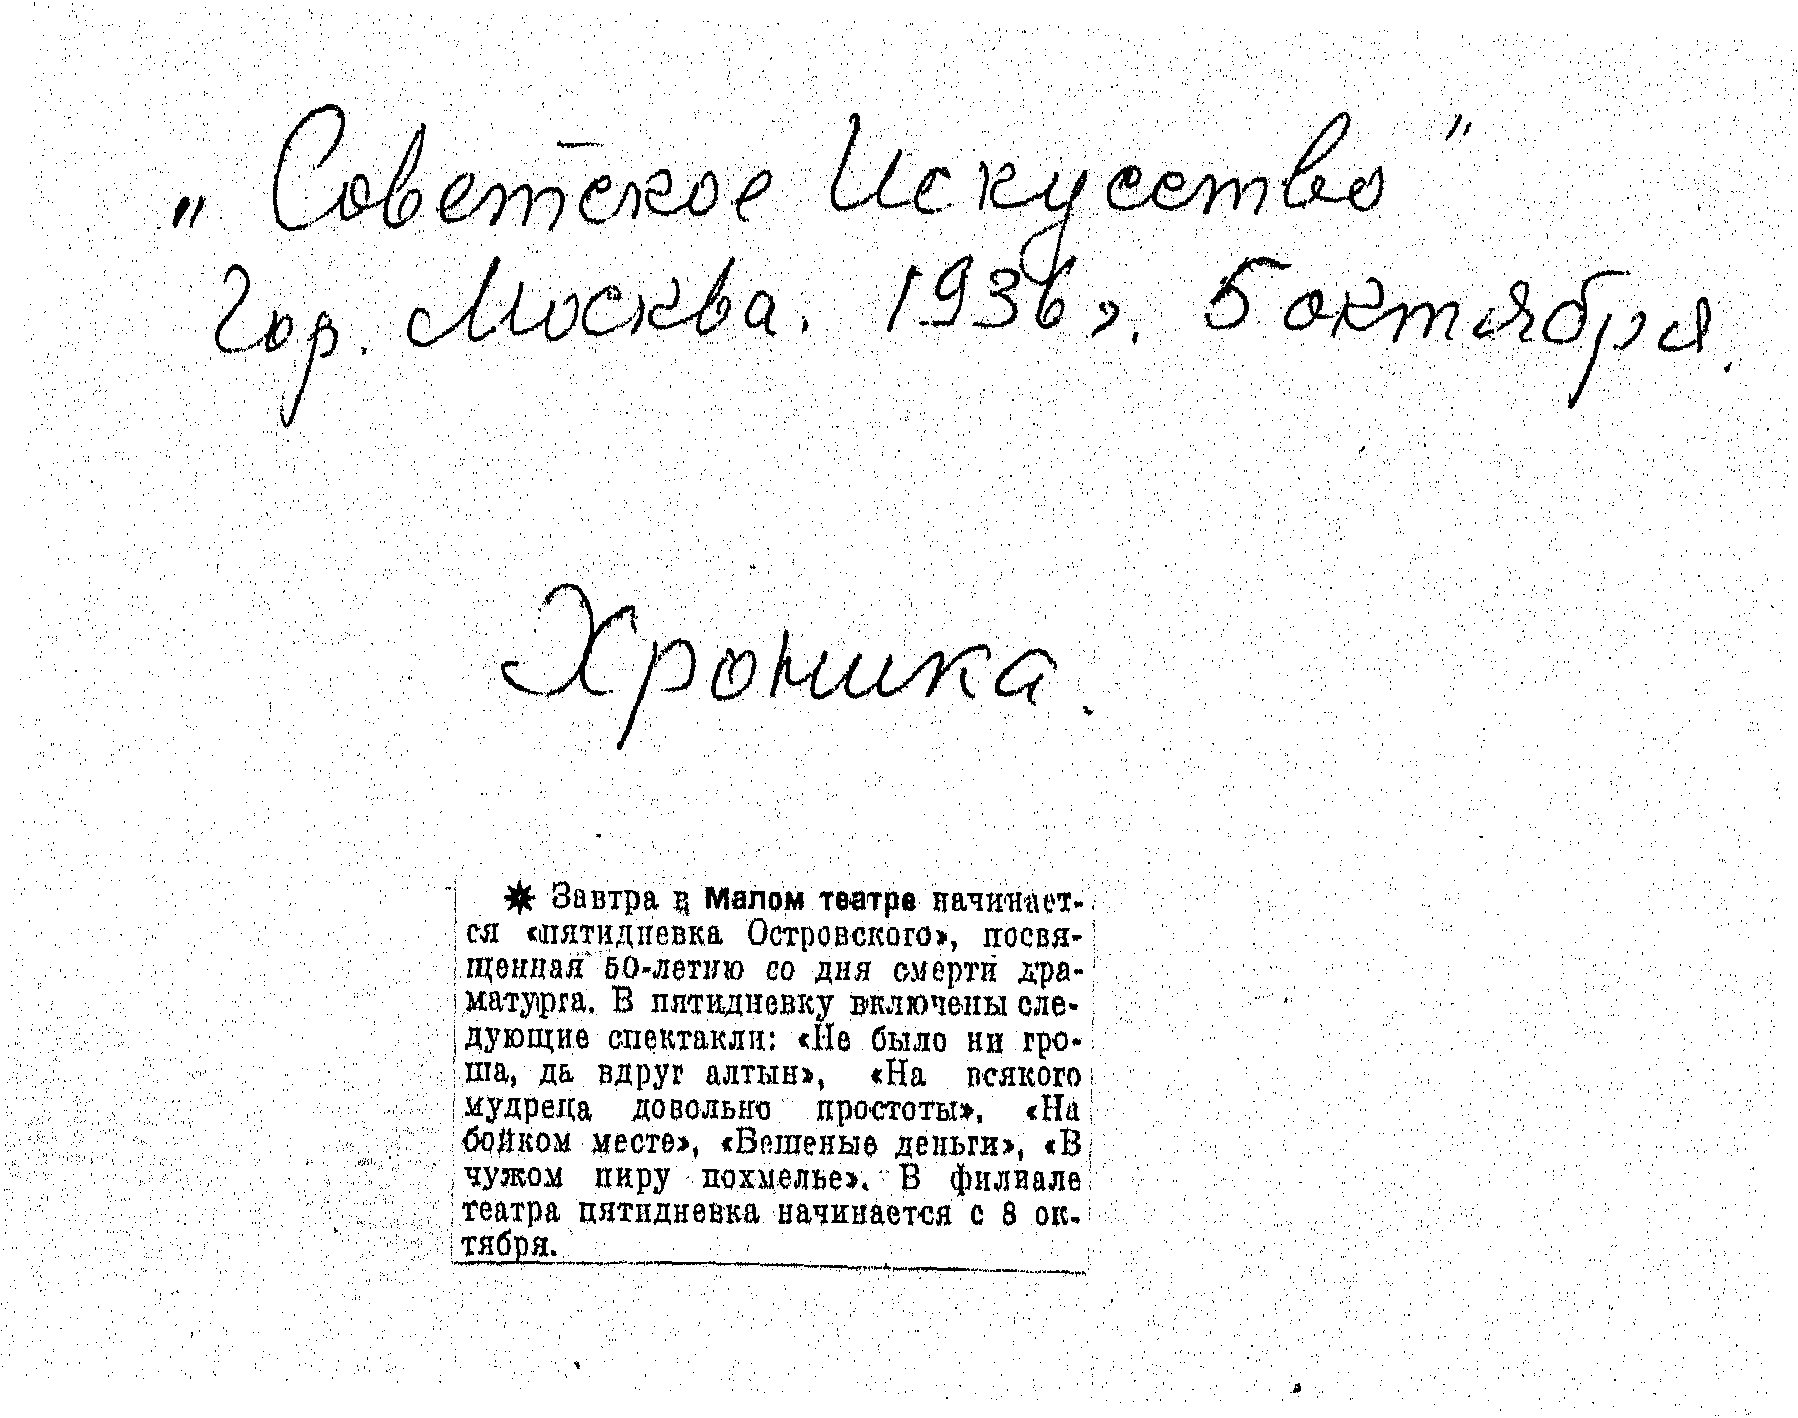 „Советское Искусство"
Гор. Москва. 1936 г. 5 октября.
Хроника.
✷ Завтра в Малом театре начинает-
ся «пятидневка Островского», посвя-
щенная 50-летию со дня смерти дра-
матурга. В пятидневку включены сле-
дующие спектакли: «Не было ни гро-
ша, да вдруг алтын», «На всякого
мудреца довольно простоты», «На
бойком месте», «Бешеные деньги», «В
чужом пиру похмелье». В филиале
театра пятидневка начинается с 8 ок-
тября.